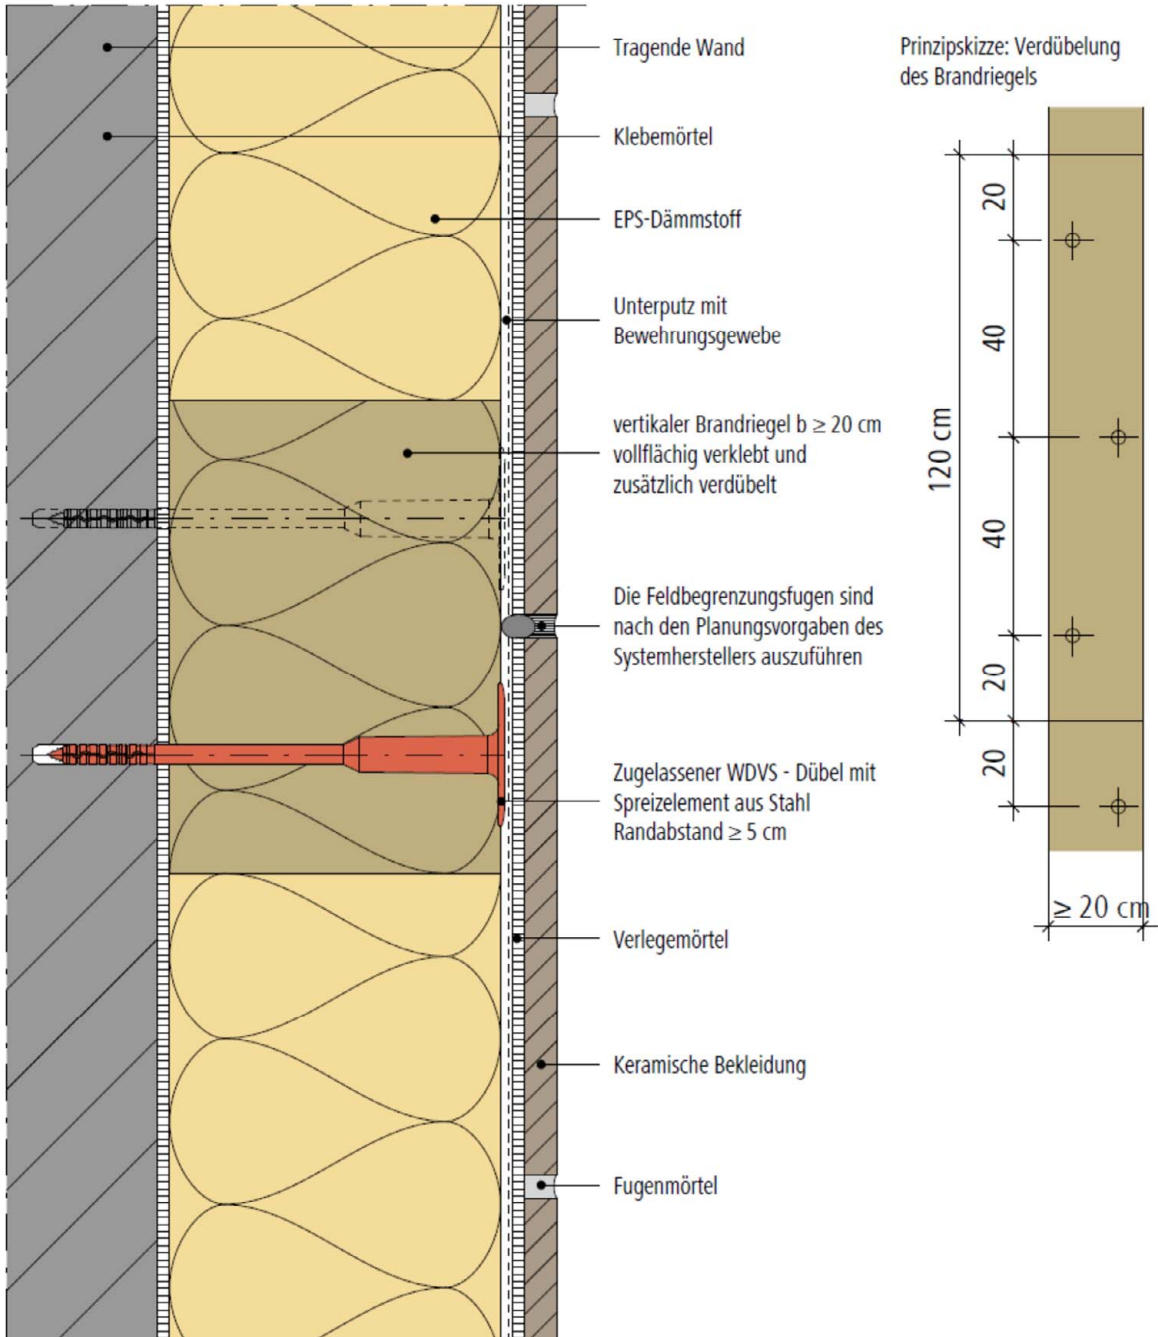 Tragende Wand
Klebemörtel
EPS-Dämmstoff
Unterputz mit
Bewehrungsgewebe
vertikaler Brandriegel b ≥ 20 cm
vollflächig verklebt und
zusätzlich verdübelt
Die Feldbegrenzungsfugen sind
nach den Planungsvorgaben des
Systemherstellers auszuführen
Zugelassener WDVS - Dübel mit
Spreizelement aus Stahl
Randabstand ≥ 5 cm
Verlegemörtel
Keramische Bekleidung
Fugenmörtel
Prinzipskizze: Verdübelung
des Brandriegels
20
40
120 cm
40
20
20
≥ 20 cm